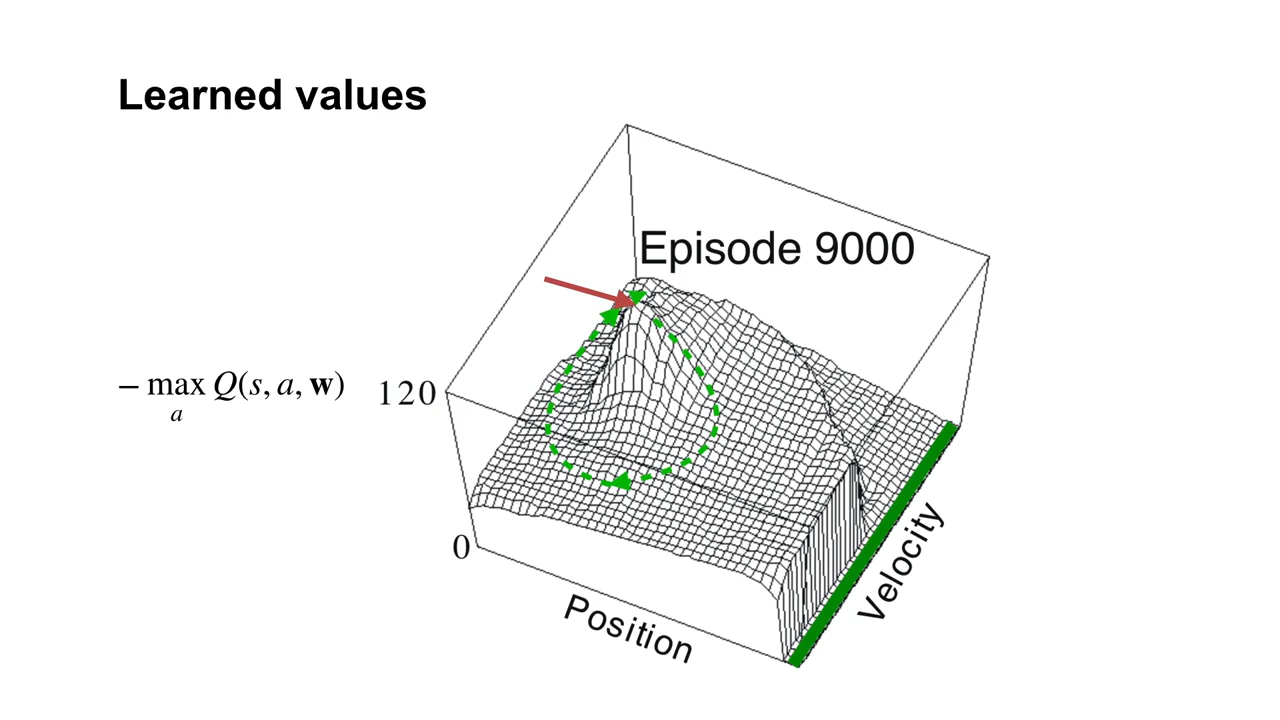 Learned values
Episode 9000
− max Q(s, a, w)
a
120
0
Position
Velocity